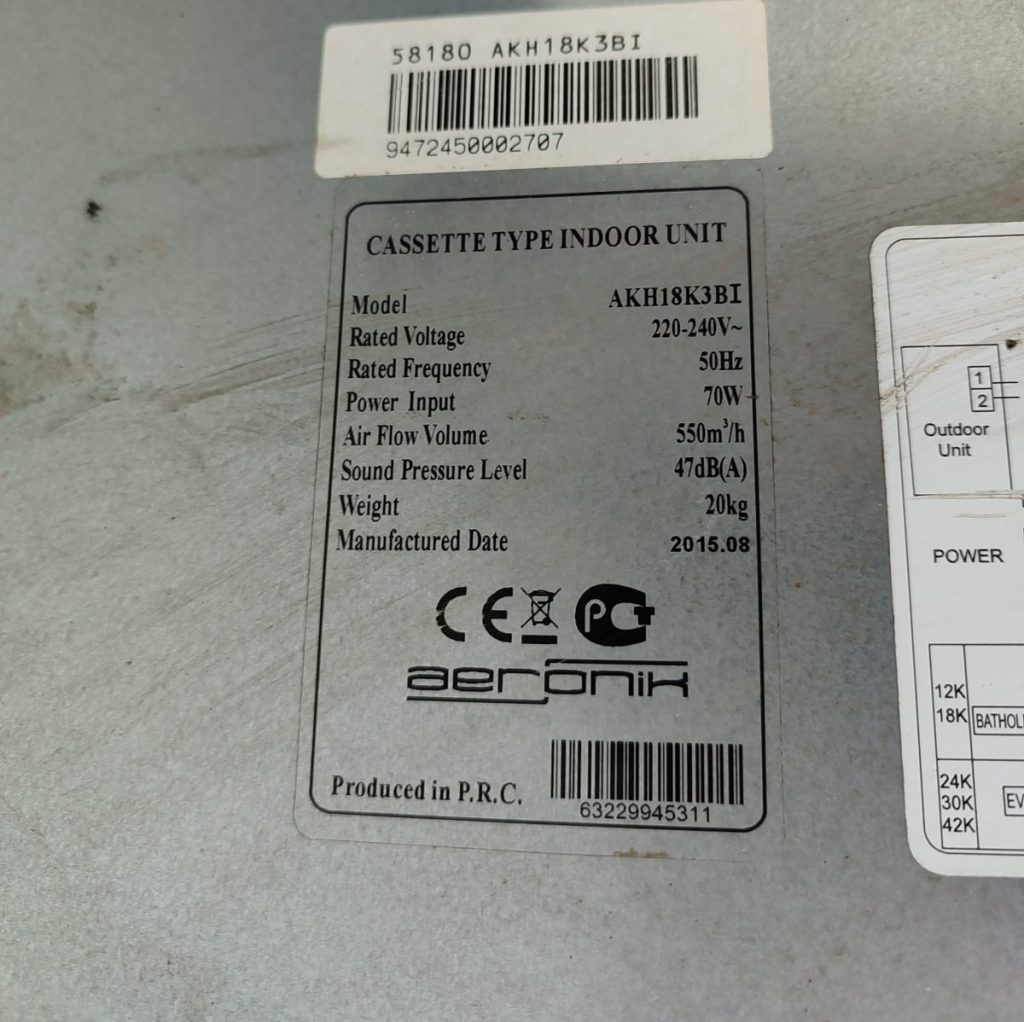 58180 AKH18K3BI
9472450002707
CASSETTE TYPE INDOOR UNIT
Model AKH18K3BI
Rated Voltage 220-240V~
Rated Frequency 50Hz
Power Input 70W
Air Flow Volume 550m³/h
Sound Pressure Level 47dB(A)
Weight 20kg
Manufactured Date 2015.08
CE PCT
aeronik
Produced in P.R.C.
63229945311
1
2
Outdoor
Unit
POWER
12K
18K
24K
30K
42K